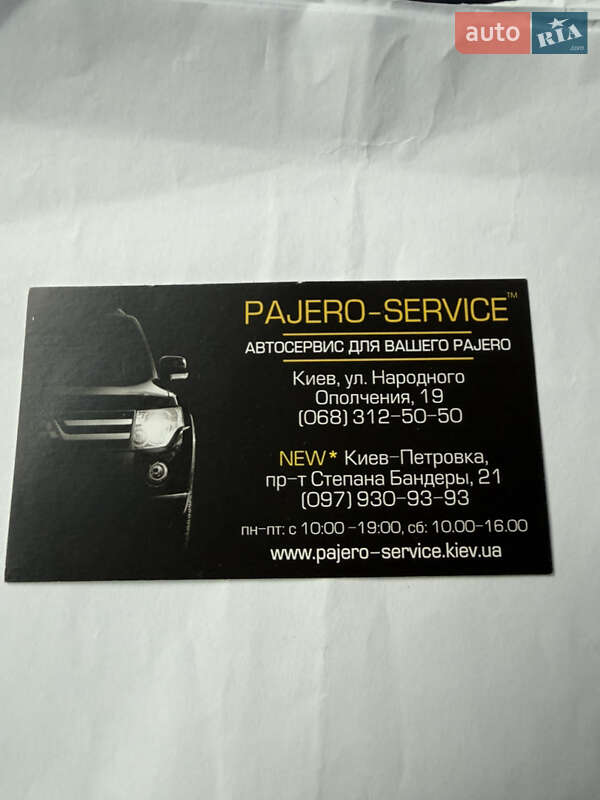 auto RIA.com
PAJERO-SERVICE™
АВТОСЕРВИС ДЛЯ ВАШЕГО PAJERO
Киев, ул. Народного
Ополчения, 19
(068) 312-50-50
NEW* Киев-Петровка,
пр-т Степана Бандеры, 21
(097) 930-93-93
пн-пт: с 10:00 -19:00, сб: 10.00-16.00
www.pajero-service.kiev.ua